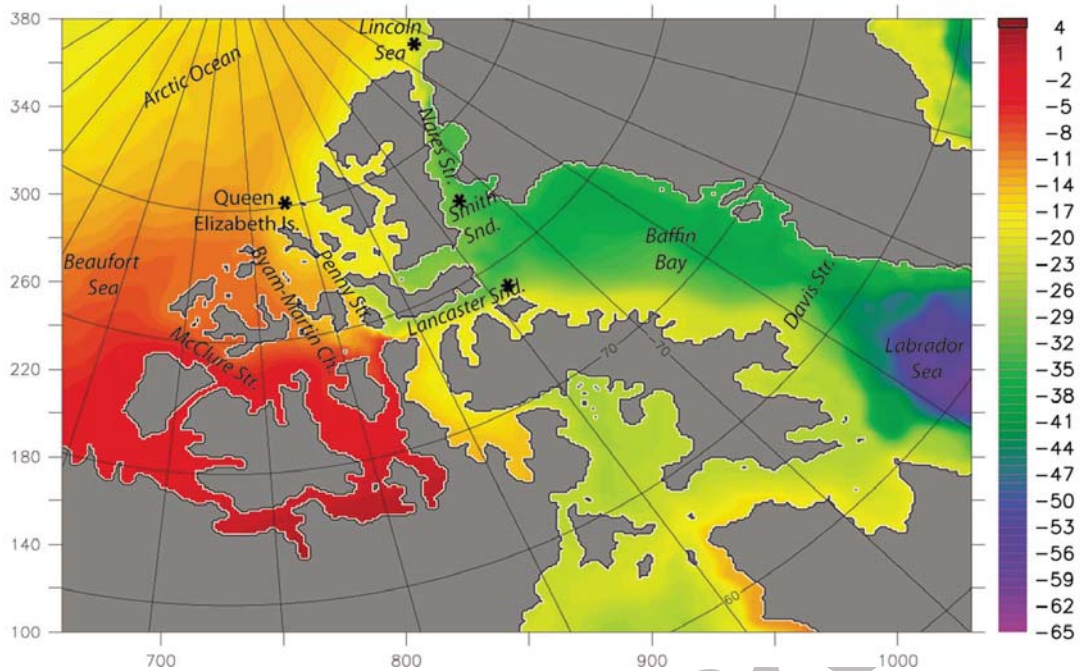 380
340
300
260
220
180
140
100
700
800
900
1000
Lincoln
Sea
Arctic Ocean
Nares Str.
Queen
Elizabeth Is.
Smith
Snd.
Beaufort
Sea
Byam-Martin Ch.
Penny Str.
Baffin
Bay
Lancaster Snd.
Davis Str.
McClure Str.
Labrador
Sea
70
-70
60
4
1
-2
-5
-8
-11
-14
-17
-20
-23
-26
-29
-32
-35
-38
-41
-44
-47
-50
-53
-56
-59
-62
-65